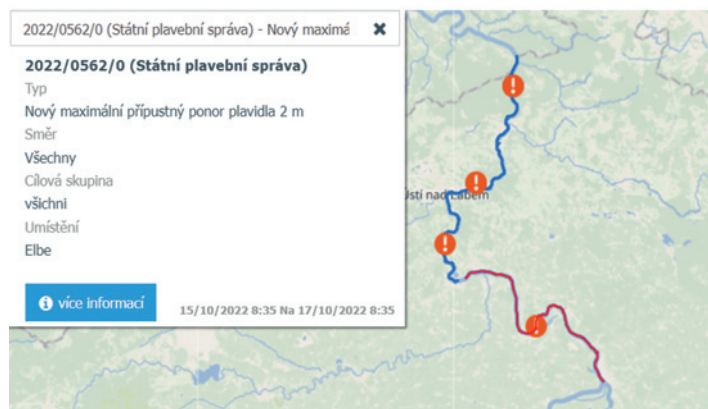 2022/0562/0 (Státní plavební správa) - Nový maximá
2022/0562/0 (Státní plavební správa)
Typ
Nový maximální přípustný ponor plavidla 2 m
Směr
Všechny
Cílová skupina
všichni
Umístění
Elbe
více informací
15/10/2022 8:35 Na 17/10/2022 8:35
Ústí nad Labem